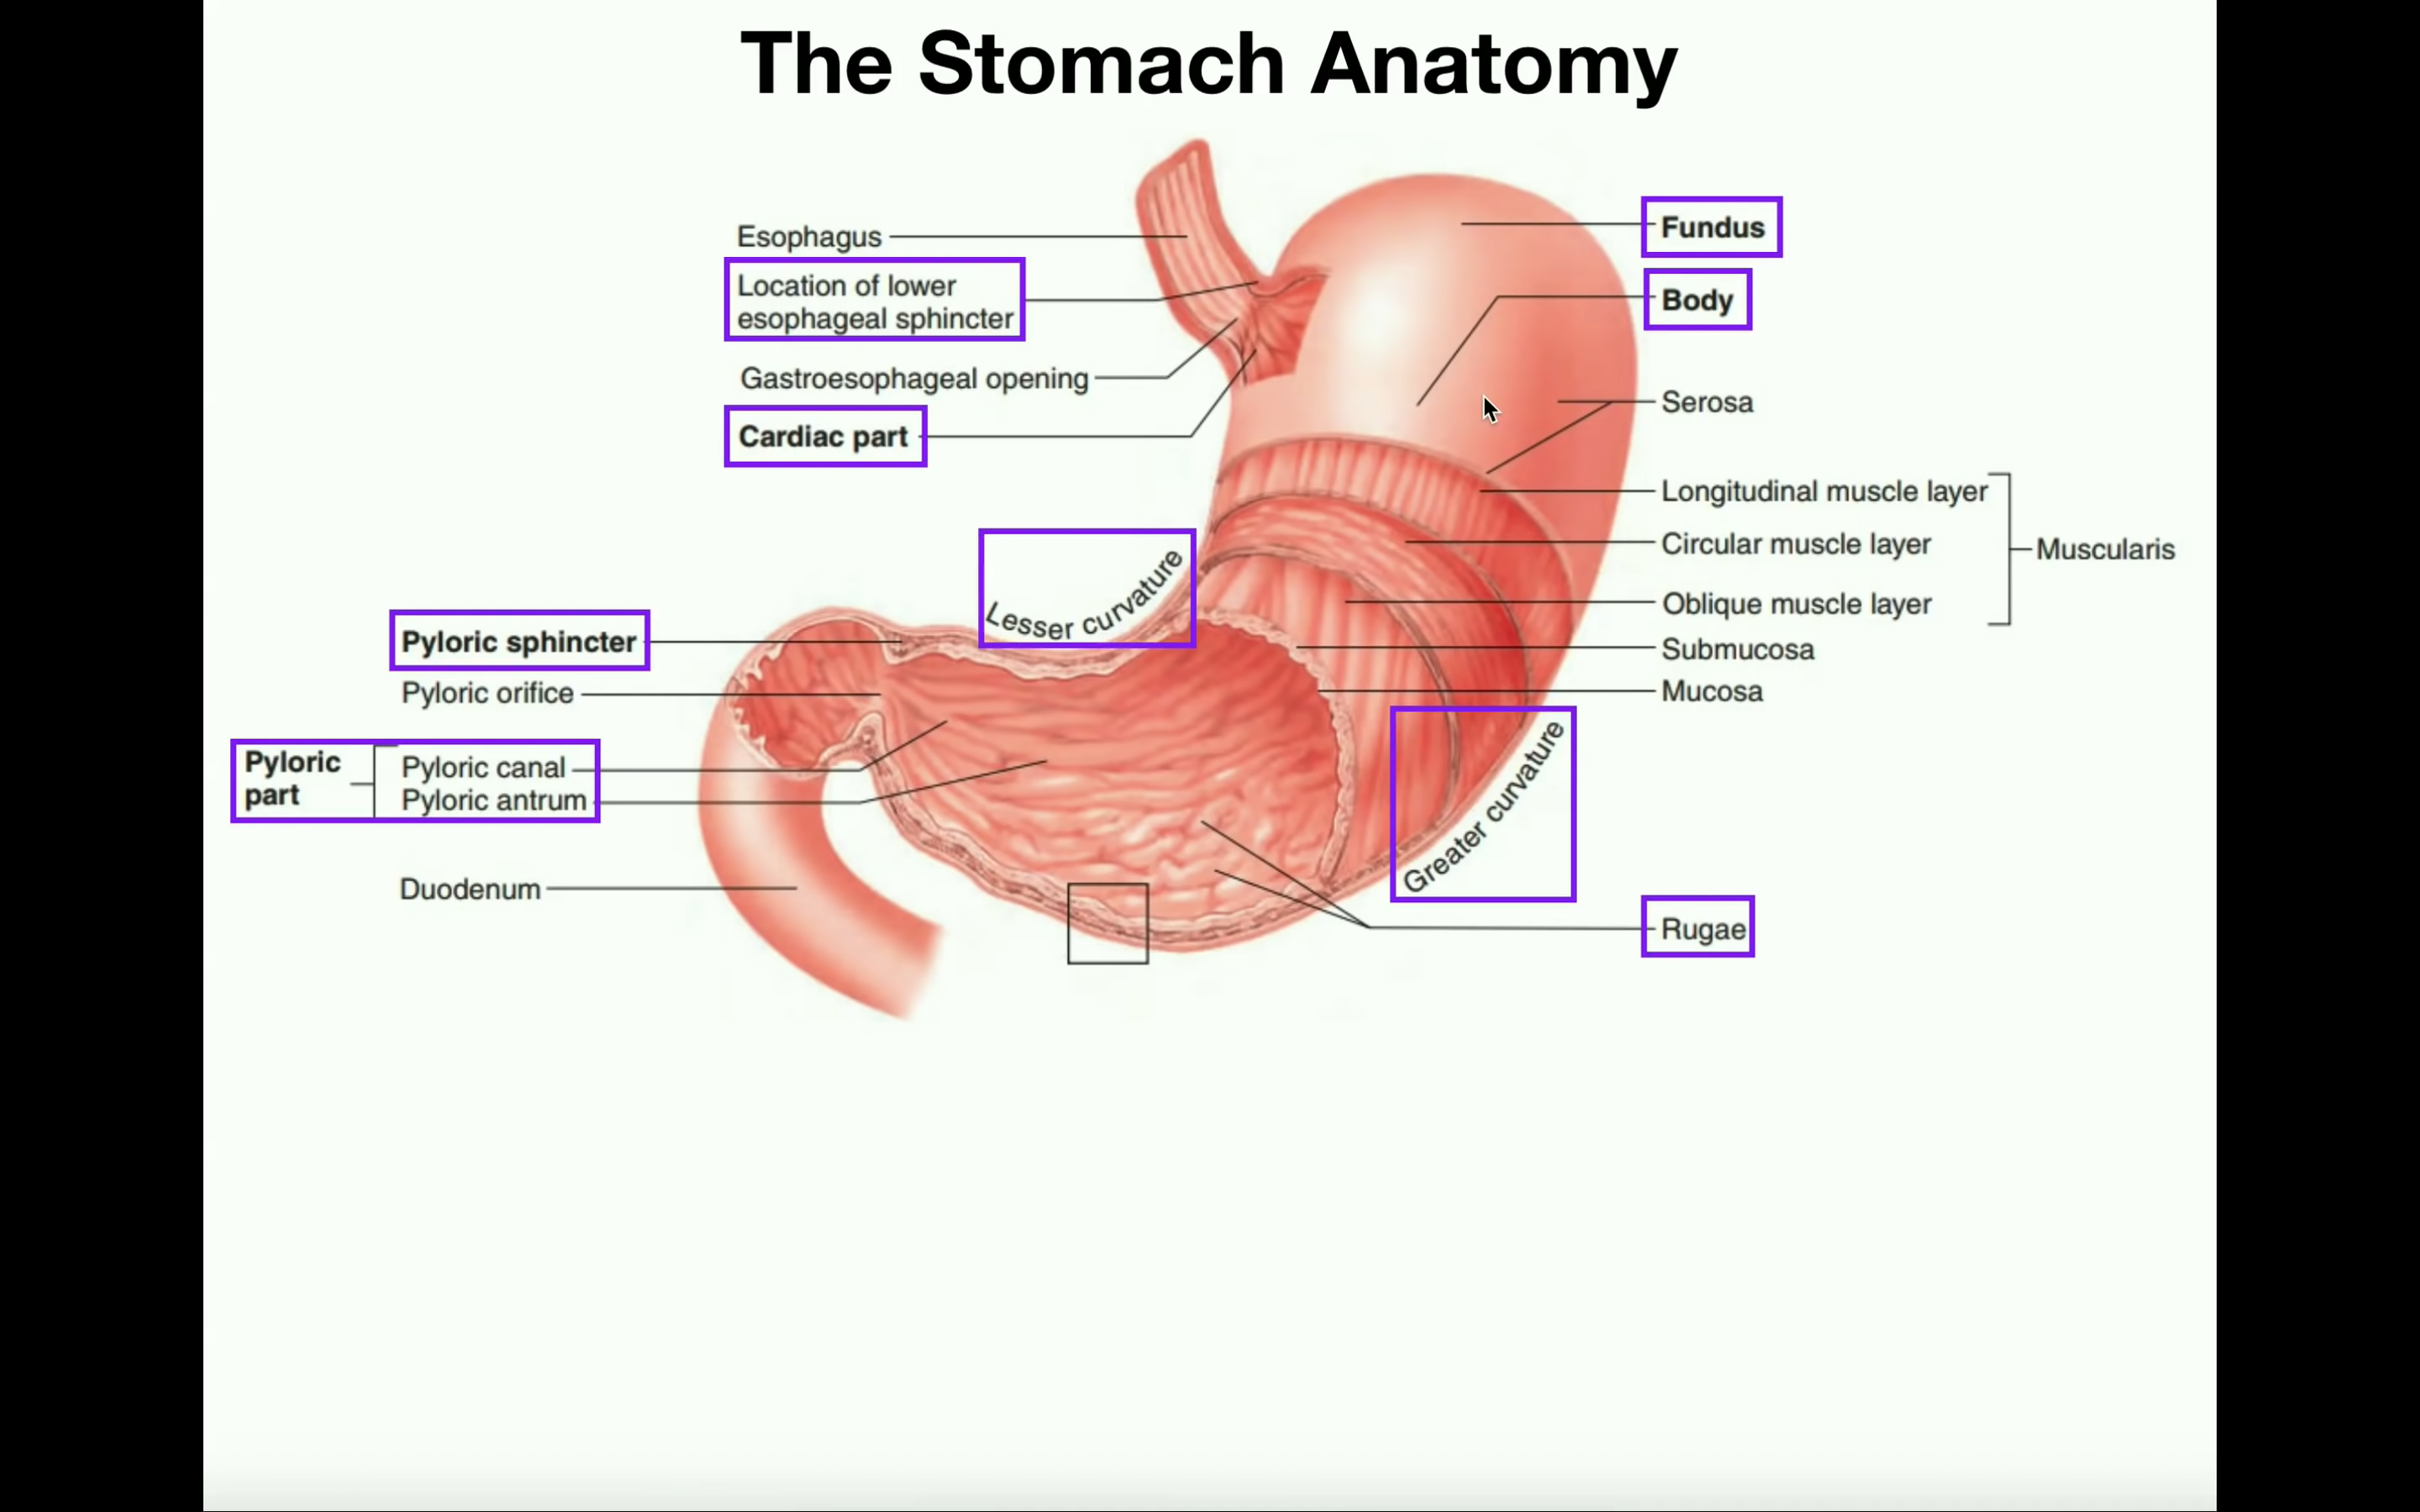 The Stomach Anatomy
Esophagus
Location of lower
esophageal sphincter
Gastroesophageal opening
Cardiac part
Lesser curvature
Pyloric sphincter
Pyloric orifice
Pyloric
part
Pyloric canal
Pyloric antrum
Duodenum
Fundus
Body
Serosa
Longitudinal muscle layer
Circular muscle layer
Oblique muscle layer
Muscularis
Submucosa
Mucosa
Greater curvature
Rugae